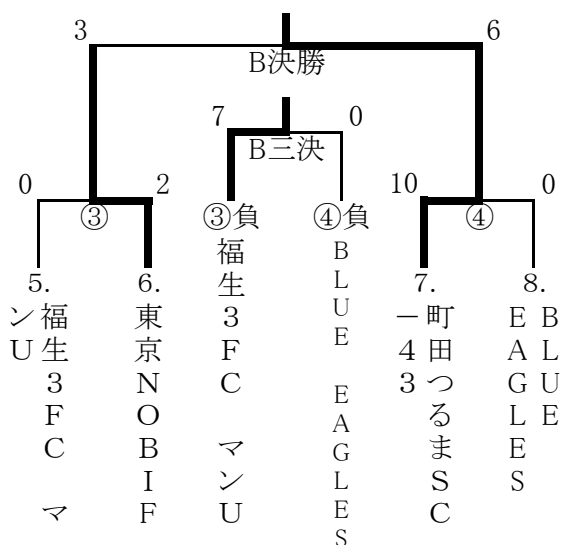 3
6
B決勝
7
0
B三決
0
2
10
0
③
③負
④負
④
5.
6.
7.
8.
福生３ＦＣ　マ
ンＵ
東京ＮＯＢＩＦ
福生３ＦＣ　マンＵ
BLUE EAGLES
町田つるまＳＣ
－４３
BLUE
EAGLES